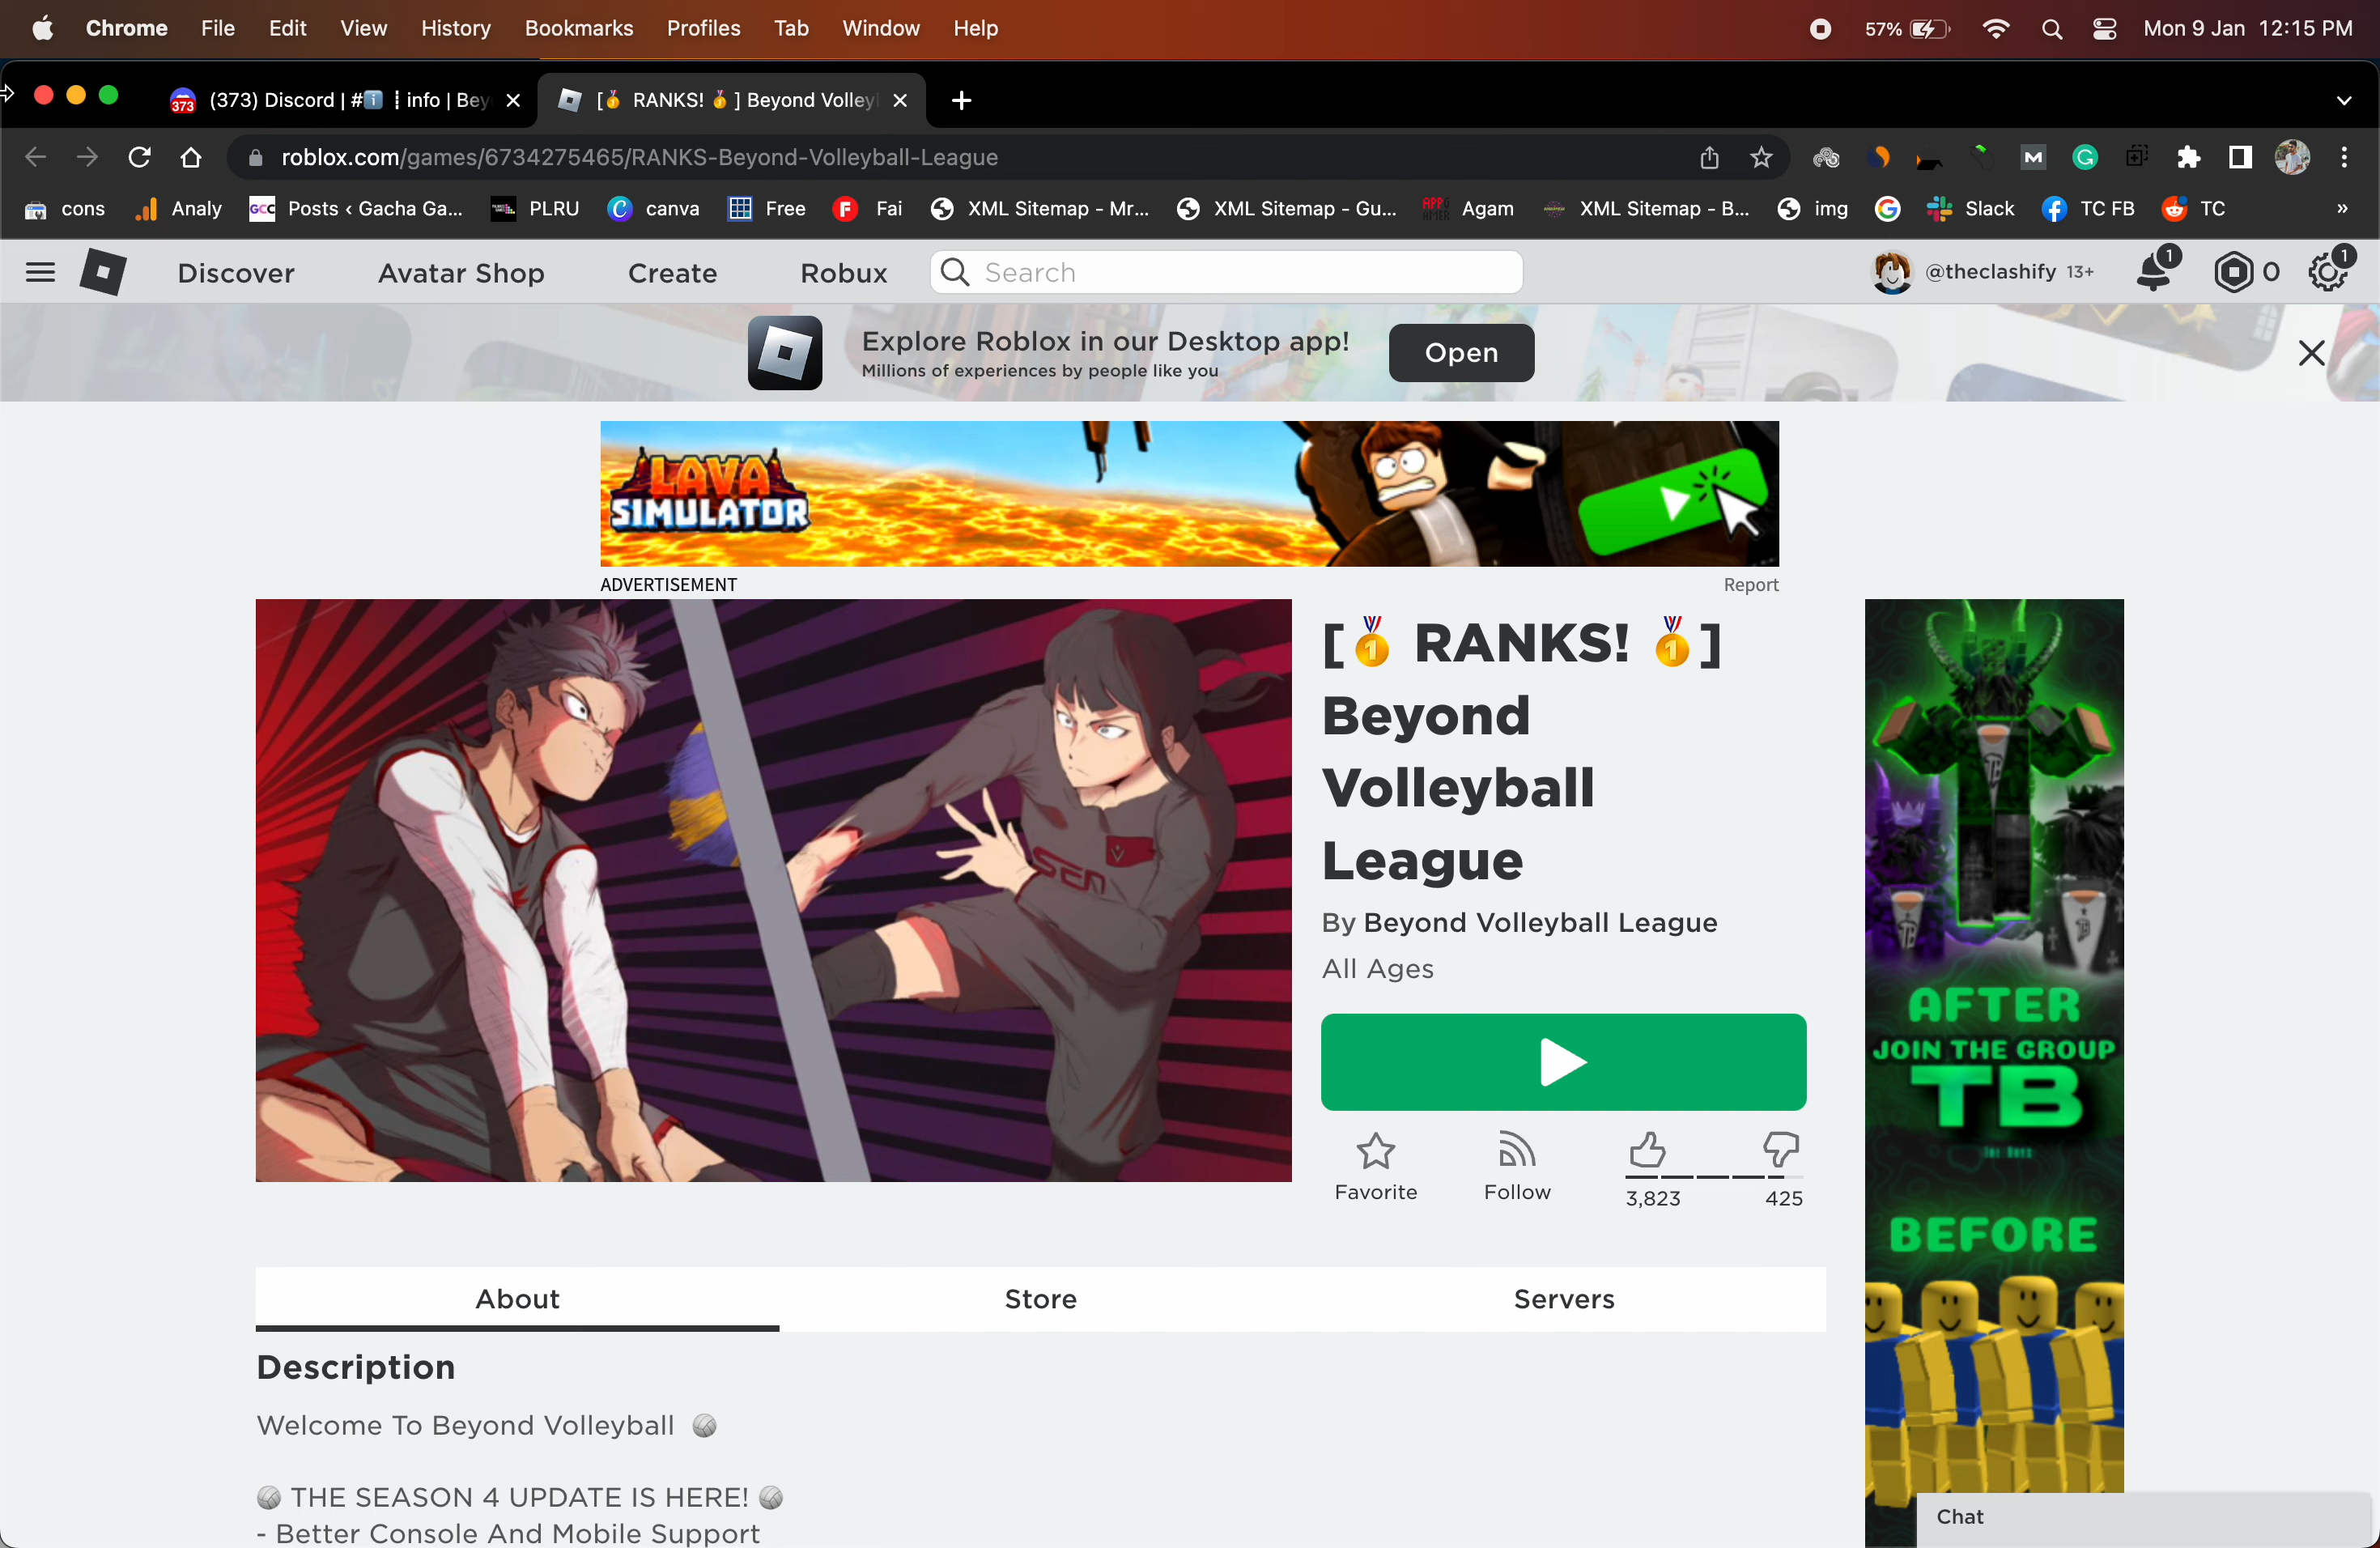 Chrome File Edit View History Bookmarks Profiles Tab Window Help 57% Mon 9 Jan 12:15 PM
373 (373) Discord | #ℹ️┇info | Bey [🥇 RANKS! 🥇] Beyond Volley
roblox.com/games/6734275465/RANKS-Beyond-Volleyball-League
cons Analy GCC Posts ‹ Gacha Ga... PLRU canva Free Fai XML Sitemap - Mr... XML Sitemap - Gu... Agam XML Sitemap - B... img Slack TC FB TC »
Discover Avatar Shop Create Robux Search @theclashify 13+ 1 0 1
Explore Roblox in our Desktop app!
Millions of experiences by people like you
Open
LAVA
SIMULATOR
ADVERTISEMENT Report
[🥇 RANKS! 🥇]
Beyond
Volleyball
League
By Beyond Volleyball League
All Ages
Favorite Follow 3,823 425
SEN
AFTER
JOIN THE GROUP
TB
BEFORE
About Store Servers
Description
Welcome To Beyond Volleyball 🏐
🏐 THE SEASON 4 UPDATE IS HERE! 🏐
- Better Console And Mobile Support
Chat